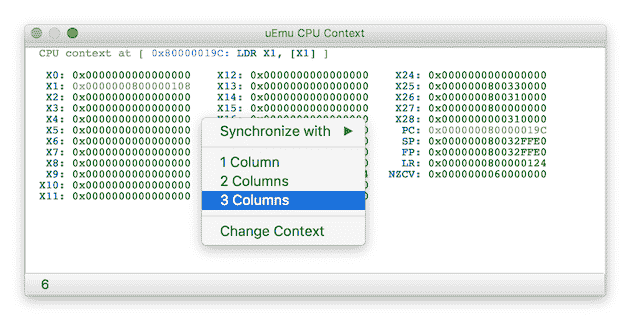 uEmu CPU Context
CPU context at [ 0x80000019C: LDR X1, [X1] ]
X0: 0x0000000000000000 X12: 0x0000000000000000 X24: 0x0000000000000000
X1: 0x0000000800000108 X13: 0x0000000000000000 X25: 0x0000000800330000
X2: 0x0000000000000000 X14: 0x0000000000000000 X26: 0x0000000800310000
X3: 0x0000000000000000 X15: 0x0000000000000000 X27: 0x0000000000000000
X4: 0x0000000000000000 X28: 0x0000000000310000
X5: 0x0000000000000000 PC: 0x000000080000019C
X6: 0x0000000000000000 SP: 0x000000080032FFE0
X7: 0x0000000000000000 FP: 0x000000080032FFE0
X8: 0x0000000000000000 LR: 0x0000000800000124
X9: 0x0000000000000000 NZCV: 0x0000000060000000
X10: 0x0000000000000000
X11: 0x0000000000000000
Synchronize with
1 Column
2 Columns
3 Columns
Change Context
6